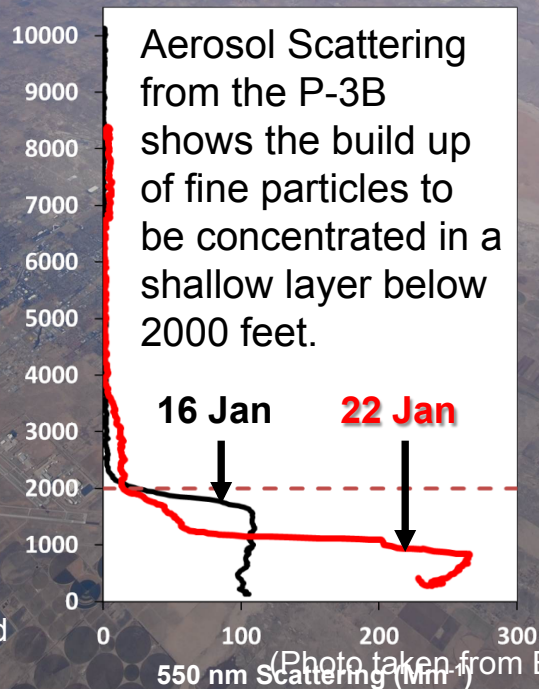 10000
9000
8000
7000
6000
5000
4000
3000
2000
1000
0
Aerosol Scattering
from the P-3B
shows the build up
of fine particles to
be concentrated in a
shallow layer below
2000 feet.
16 Jan
22 Jan
0
100
200
300
(Photo taken from
550 nm Scattering (Mm⁻¹)